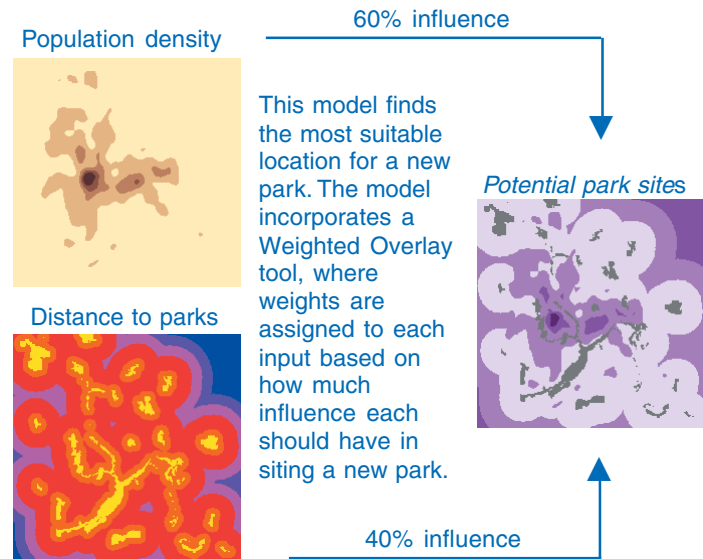 60% influence
Population density
This model finds
the most suitable
location for a new
park. The model
incorporates a
Weighted Overlay
tool, where
weights are
assigned to each
input based on
how much
influence each
should have in
siting a new park.
Potential park sites
Distance to parks
40% influence